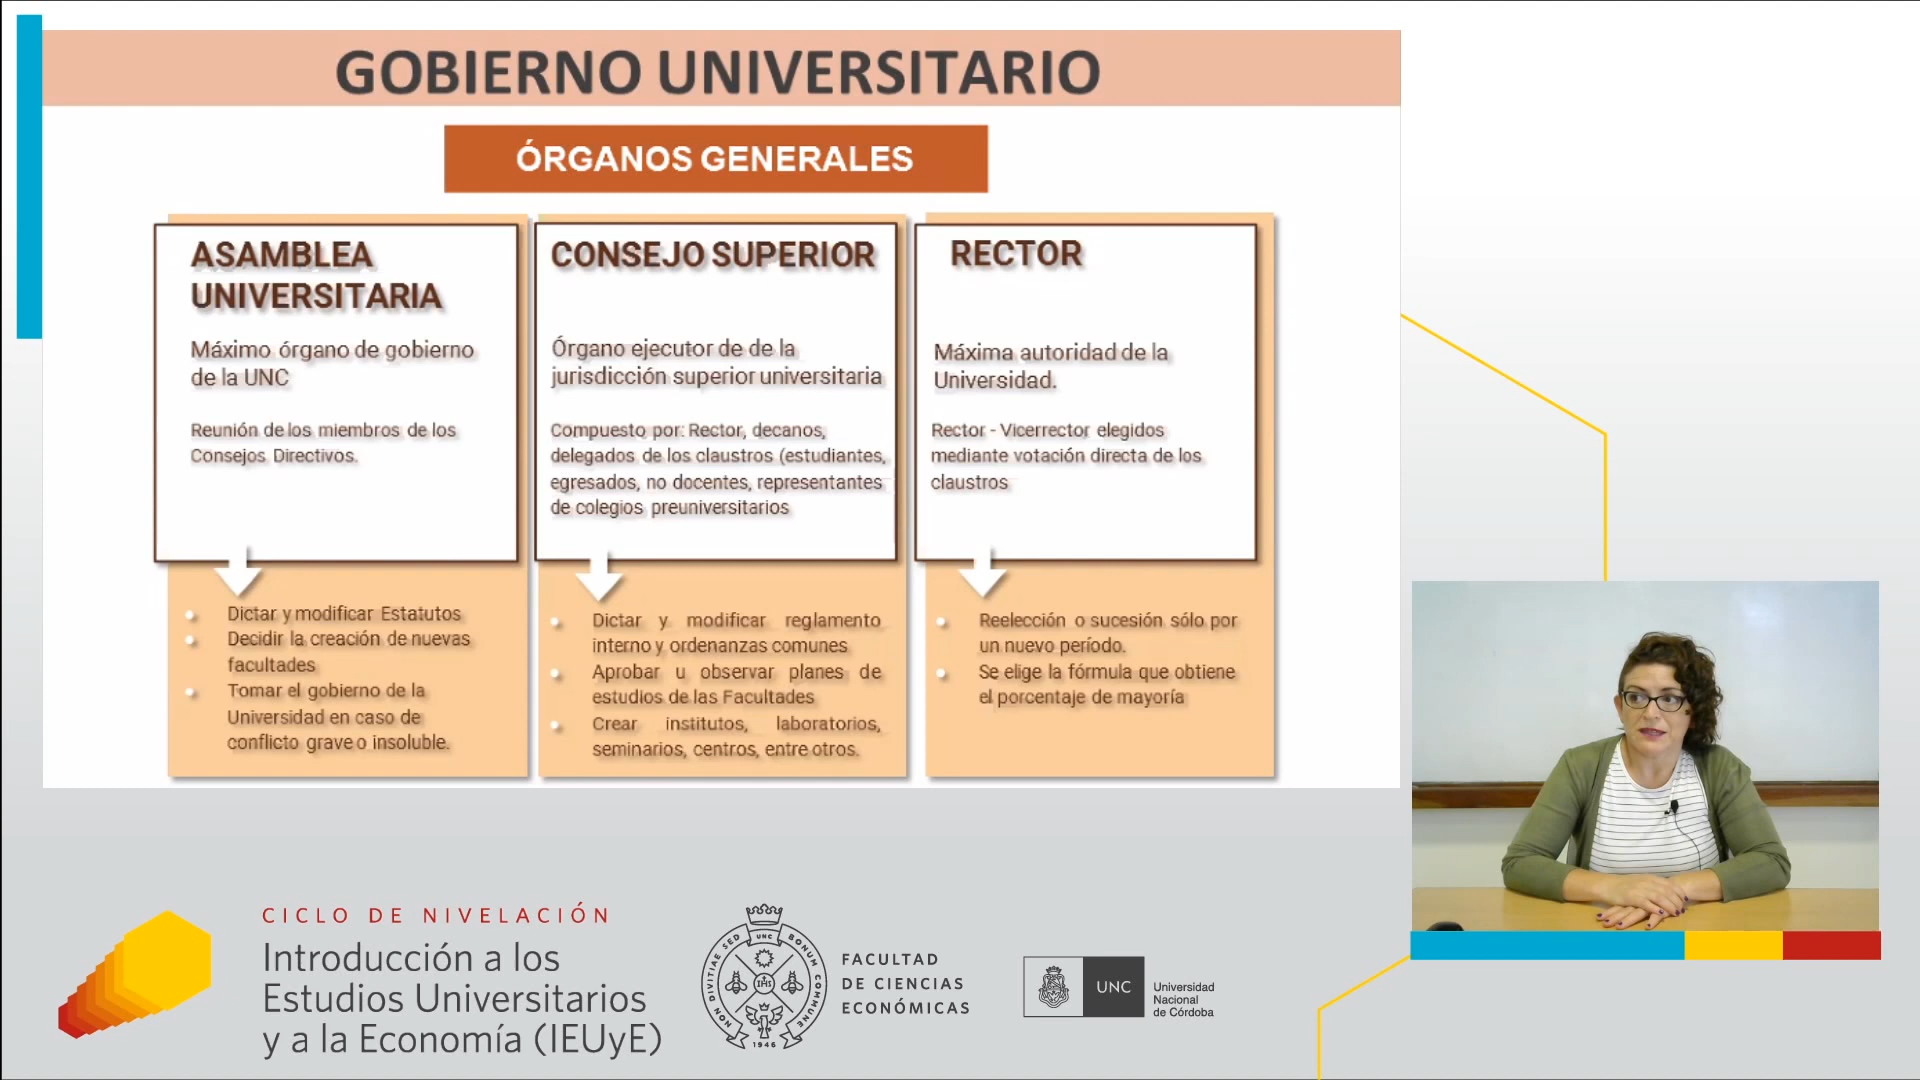 GOBIERNO UNIVERSITARIO
ÓRGANOS GENERALES
ASAMBLEA
UNIVERSITARIA
Máximo órgano de gobierno
de la UNC
Reunión de los miembros de los
Consejos Directivos.
Dictar y modificar Estatutos
Decidir la creación de nuevas
facultades
Tomar el gobierno de la
Universidad en caso de
conflicto grave o insoluble.
CONSEJO SUPERIOR
Órgano ejecutor de de la
jurisdicción superior universitaria
Compuesto por: Rector, decanos,
delegados de los claustros (estudiantes,
egresados, no docentes, representantes
de colegios preuniversitarios
Dictar y modificar reglamento
interno y ordenanzas comunes
Aprobar u observar planes de
estudios de las Facultades
Crear institutos, laboratorios,
seminarios, centros, entre otros.
RECTOR
Máxima autoridad de la
Universidad.
Rector - Vicerrector elegidos
mediante votación directa de los
claustros
Reelección o sucesión sólo por
un nuevo período.
Se elige la fórmula que obtiene
el porcentaje de mayoría
CICLO DE NIVELACIÓN
Introducción a los
Estudios Universitarios
y a la Economía (IEUyE)
NON DIVITIAE SED UNC BONUM COMMUNE
IHS
1946
FACULTAD
DE CIENCIAS
ECONÓMICAS
UNC
Universidad
Nacional
de Córdoba